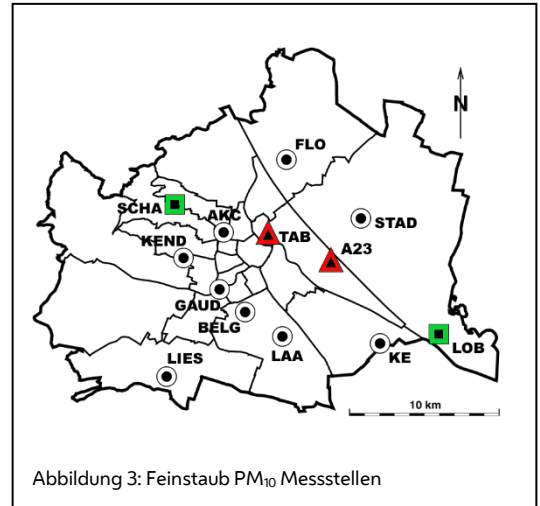 N
FLO
SCHA
AKC
STAD
TAB
KEND
A23
GAUD
BELG
LAA
KE
LOB
LIES
10 km
Abbildung 3: Feinstaub PM₁₀ Messstellen